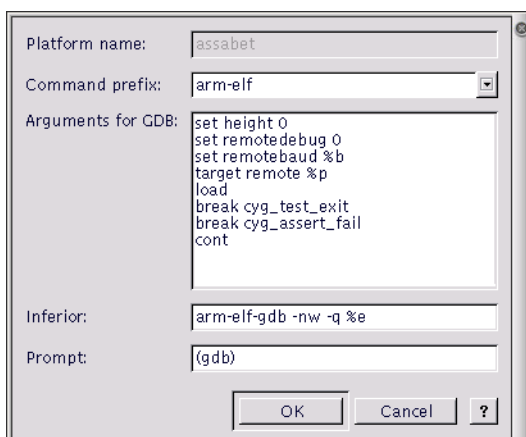 Platform name: assabet
Command prefix: arm-elf
Arguments for GDB: set height 0
set remotedebug 0
set remotebaud %b
target remote %p
load
break cyg_test_exit
break cyg_assert_fail
cont
Inferior: arm-elf-gdb -nw -q %e
Prompt: (gdb)
OK Cancel ?